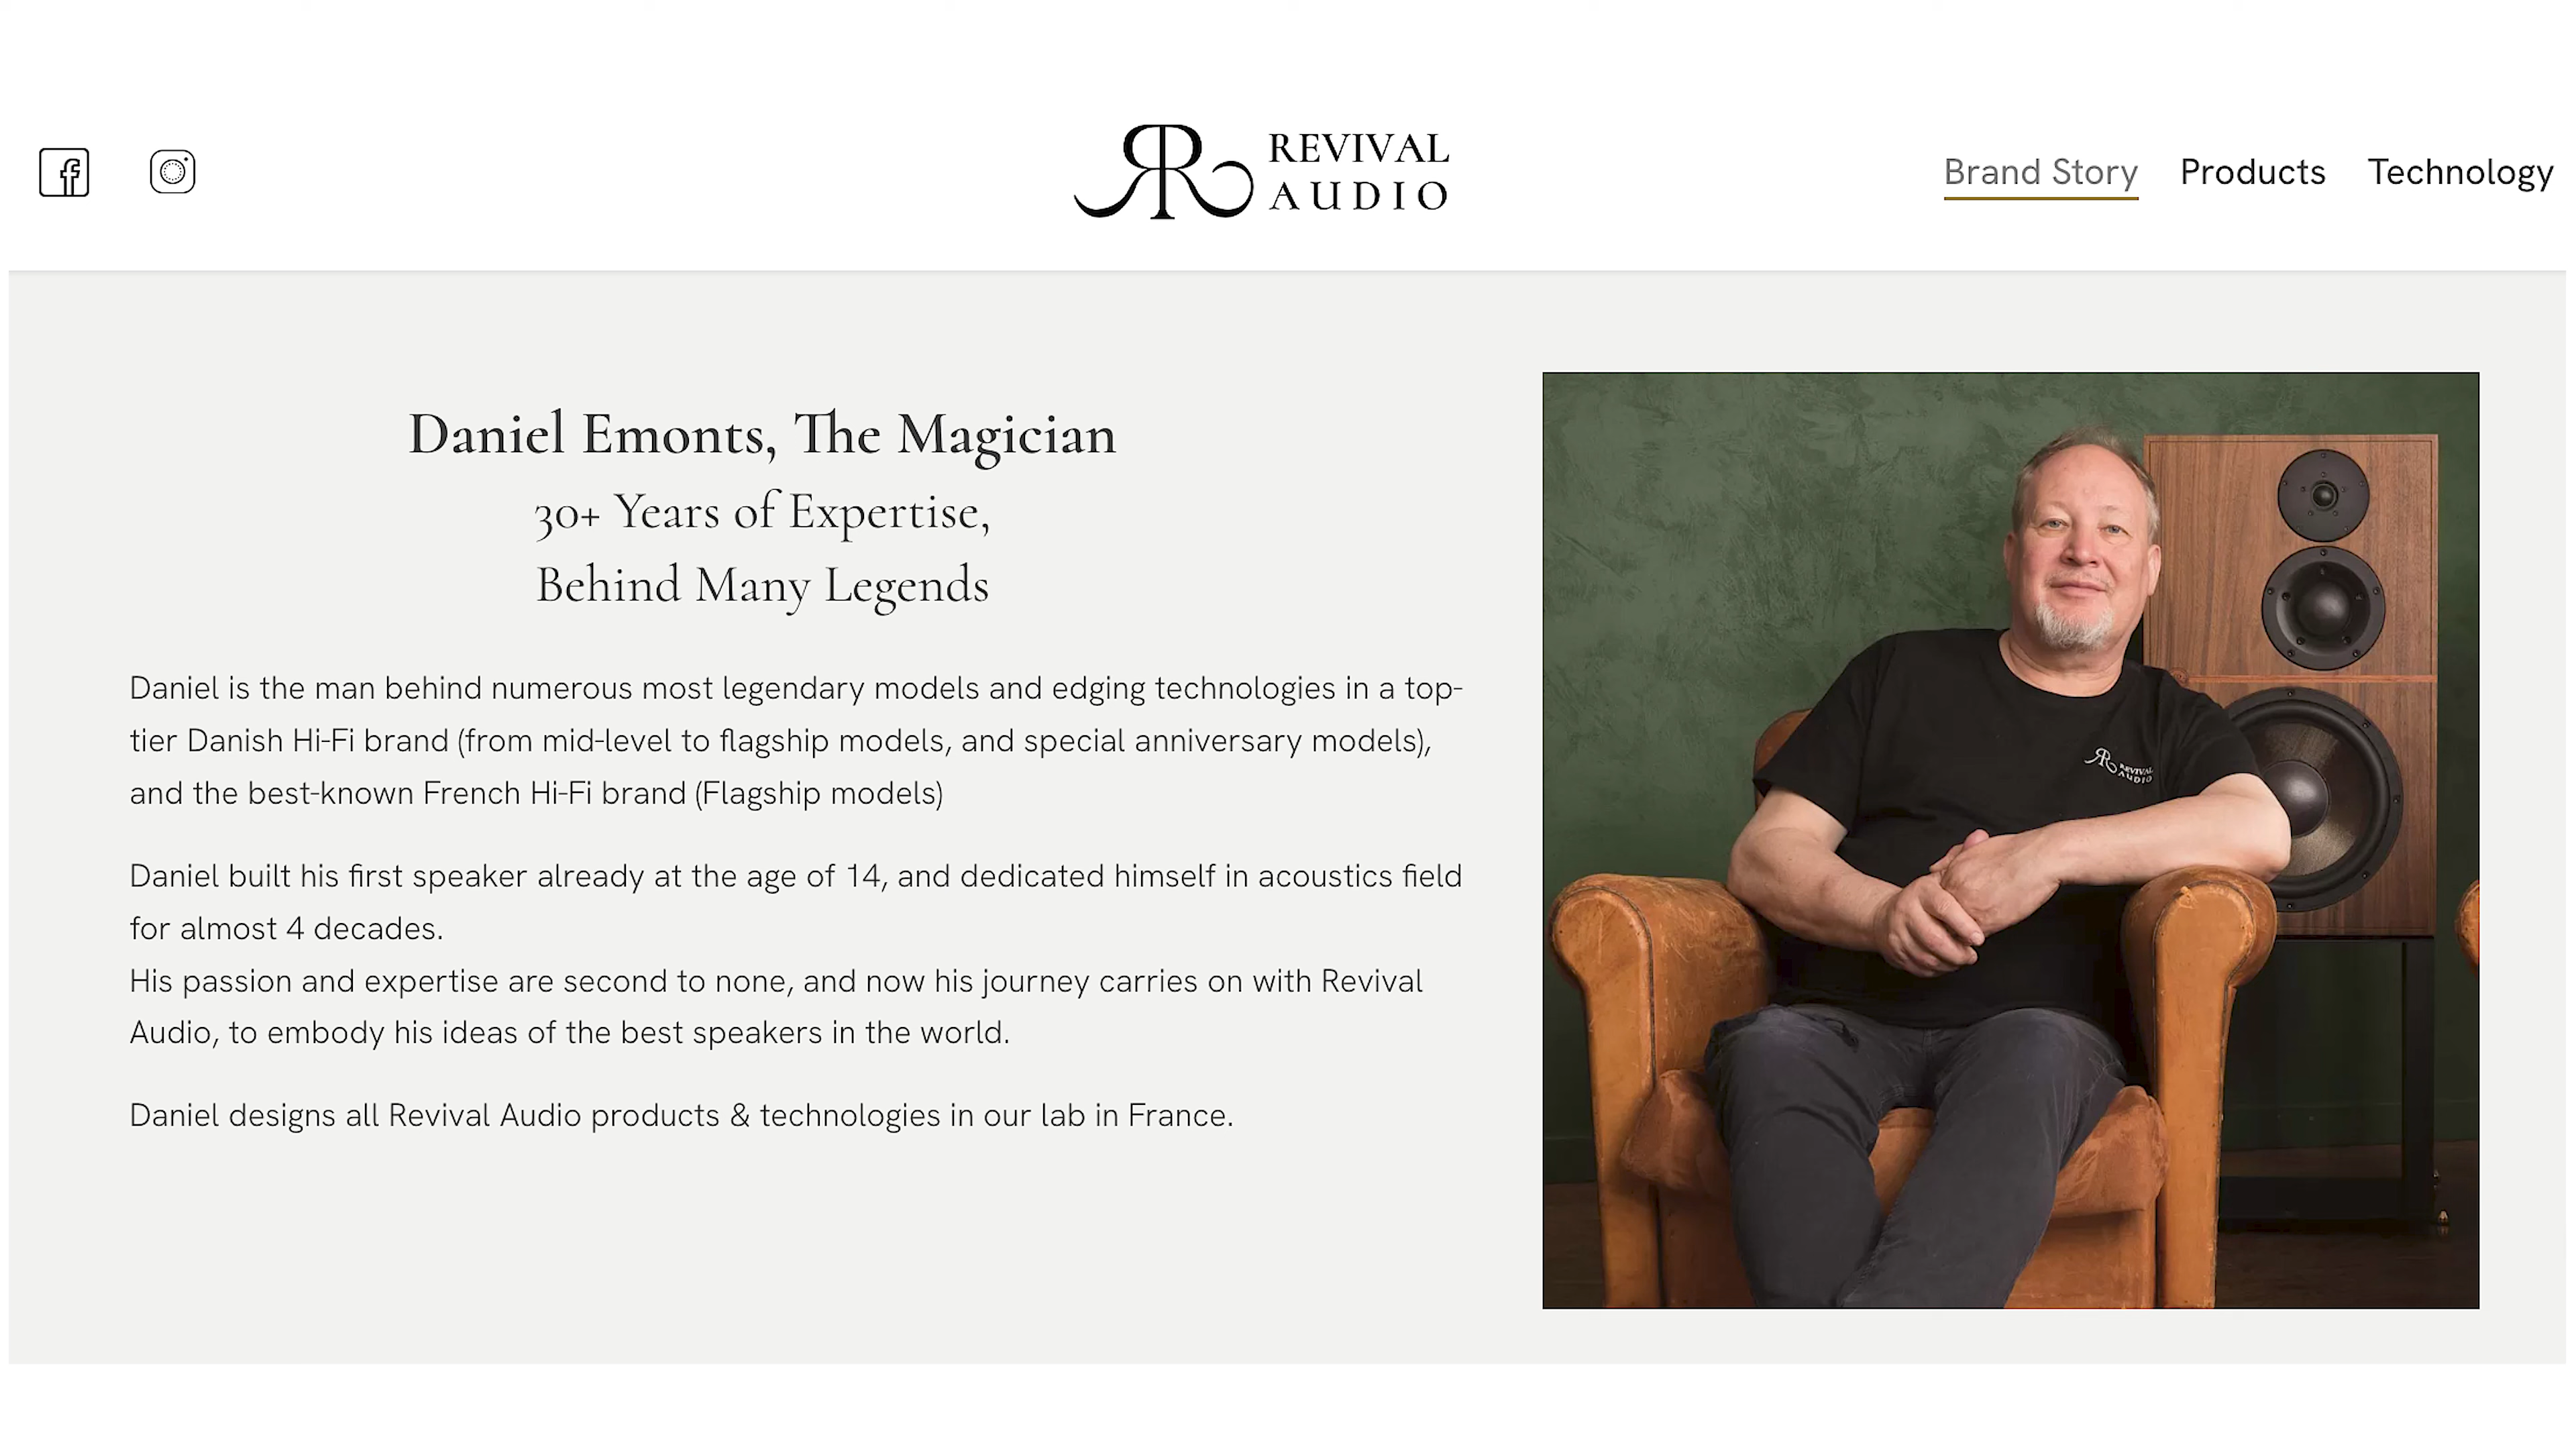 REVIVAL
AUDIO
Brand Story
Products
Technology
Daniel Emonts, The Magician
30+ Years of Expertise,
Behind Many Legends
Daniel is the man behind numerous most legendary models and edging technologies in a top-
tier Danish Hi-Fi brand (from mid-level to flagship models, and special anniversary models),
and the best-known French Hi-Fi brand (Flagship models)
Daniel built his first speaker already at the age of 14, and dedicated himself in acoustics field
for almost 4 decades.
His passion and expertise are second to none, and now his journey carries on with Revival
Audio, to embody his ideas of the best speakers in the world.
Daniel designs all Revival Audio products & technologies in our lab in France.
REVIVAL
AUDIO